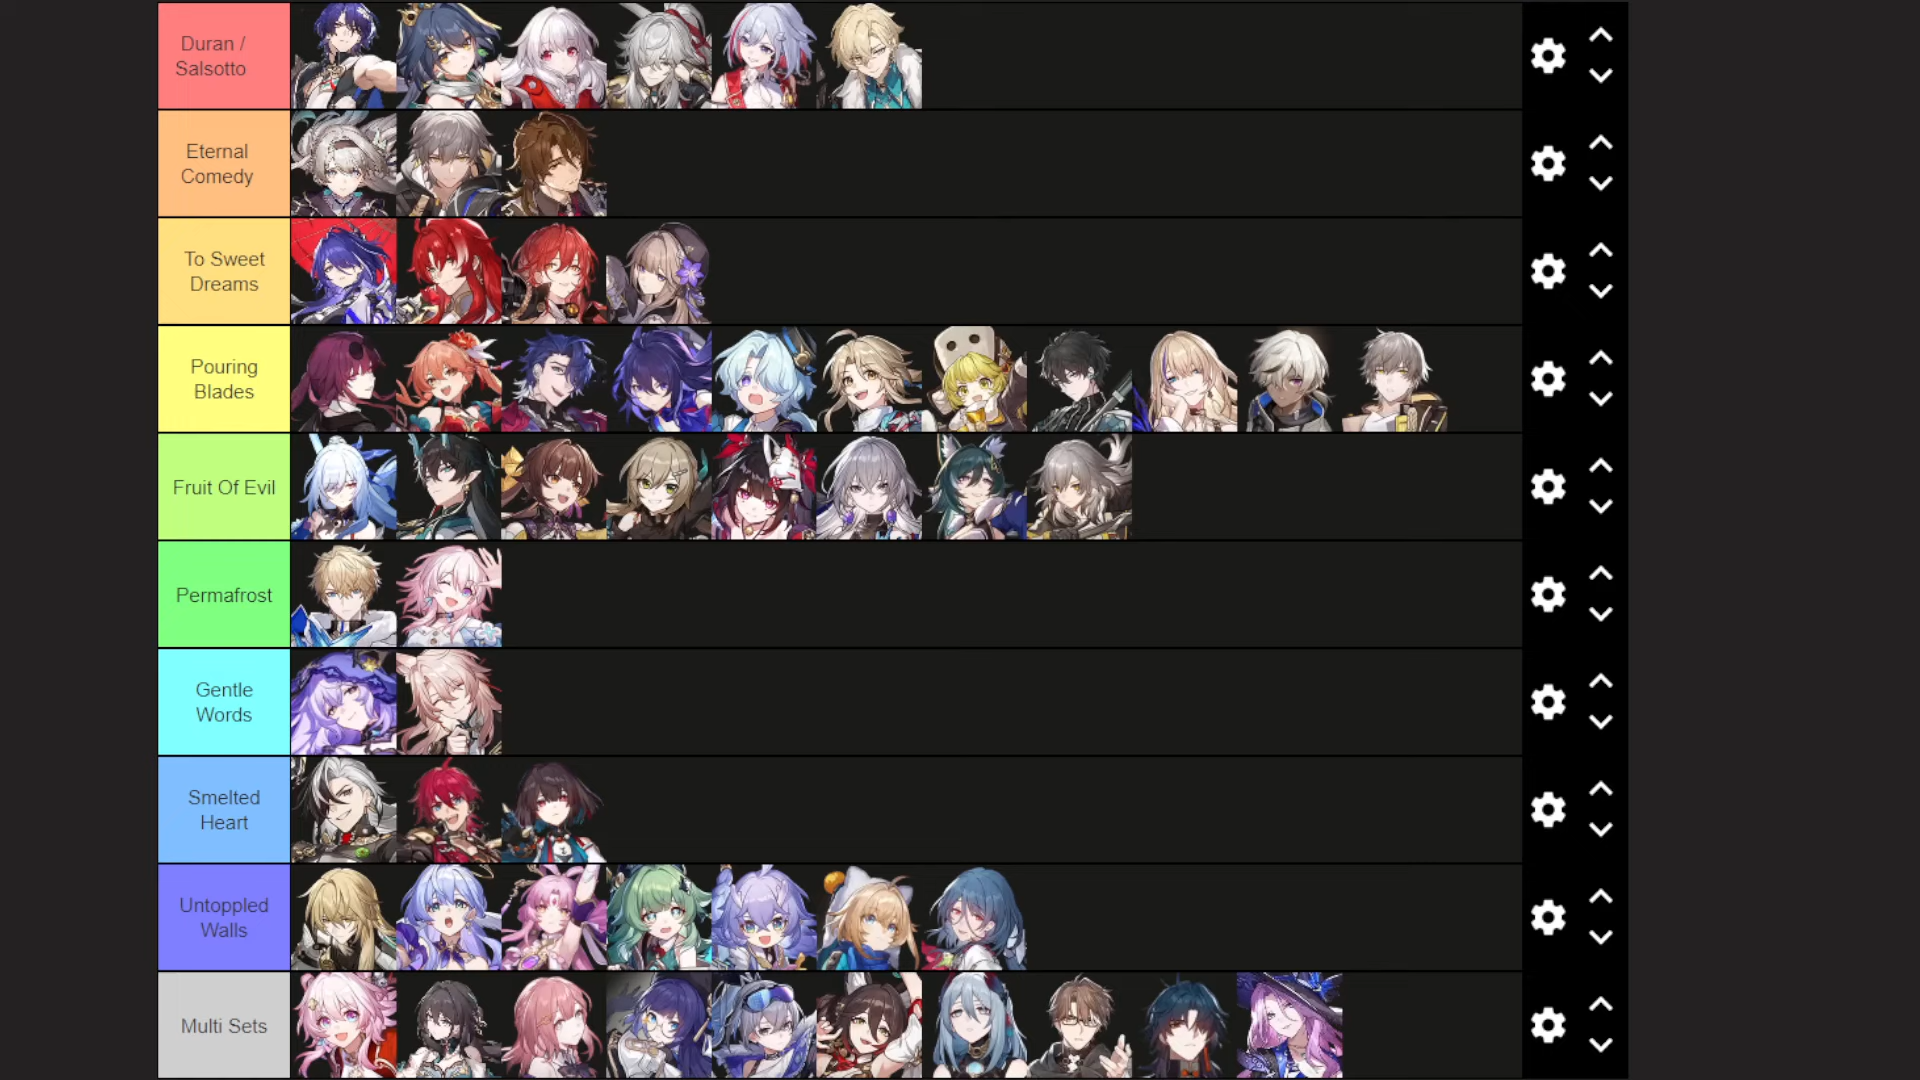 Duran /
Salsotto
Eternal
Comedy
To Sweet
Dreams
Pouring
Blades
Fruit Of Evil
Permafrost
Gentle
Words
Smelted
Heart
Untoppled
Walls
Multi Sets